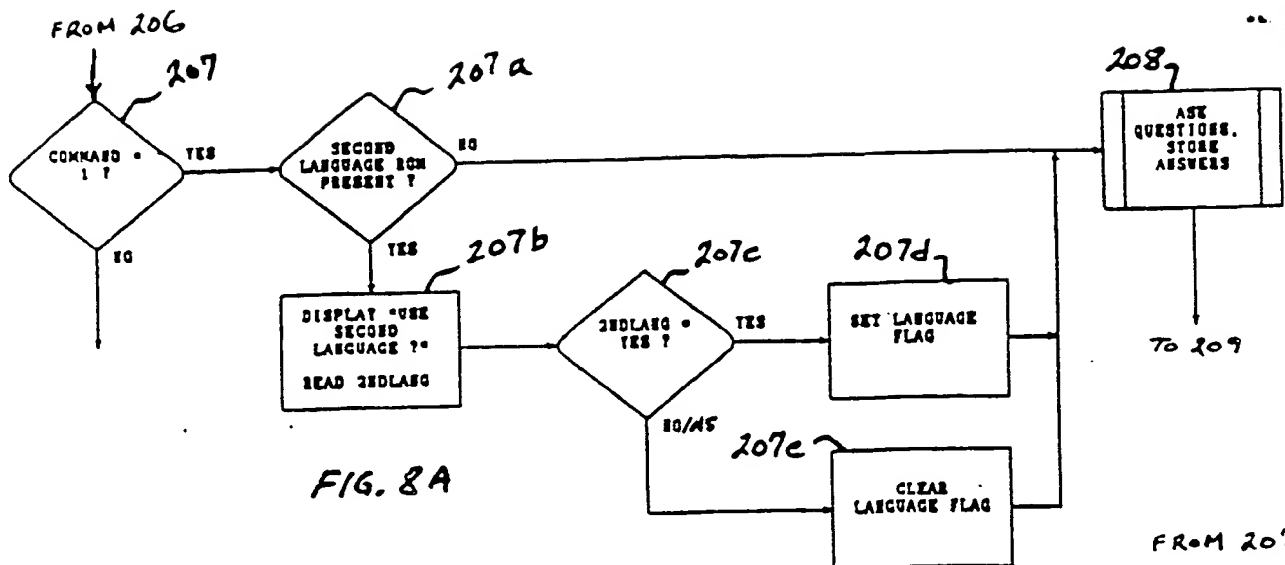 FROM 206
207
COMMAND =
1 ?
YES
NO
207a
SECOND
LANGUAGE ROM
PRESENT ?
NO
YES
208
ASK
QUESTIONS.
STORE
ANSWERS
TO 209
207b
DISPLAY "USE
SECOND
LANGUAGE ?"
READ 2NDLANG
207c
2NDLANG =
YES ?
YES
NO/NS
207d
SET LANGUAGE
FLAG
207e
CLEAR
LANGUAGE FLAG
FIG. 8A
FROM 20